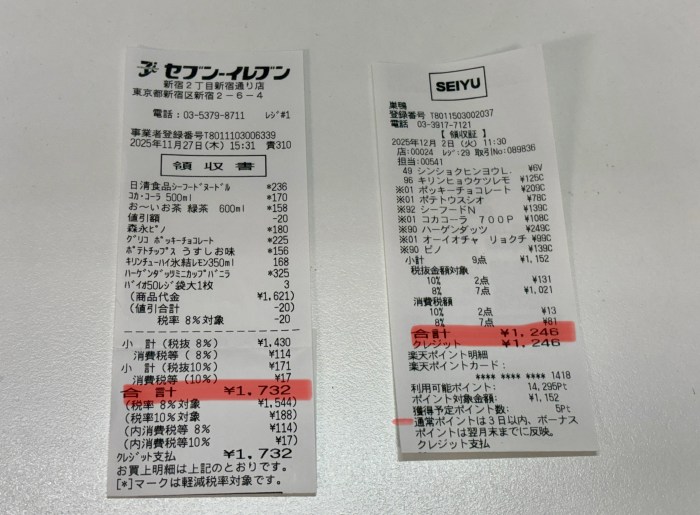 セブン-イレブン
新宿2丁目新宿通り店
東京都新宿区新宿2-6-4
電話:03-5379-8711 レジ#1
事業者登録番号T8011103006339
2025年11月27日(木) 15:31 責310
領収書
日清食品シーフードヌードル *236
コカ・コーラ 500ml *170
お~いお茶 緑茶 600ml *158
値引額 -20
森永ピノ *180
グリコ ポッキーチョコレート *225
ポテトチップス うすしお味 *156
キリンチューハイ氷結レモン350ml 168
ハーゲンダッツミニカップバニラ *325
バイオ50レジ袋大1枚 3
(商品代金 ¥1,621)
(値引合計 -20)
税率 8%対象 -20)
小 計(税抜 8%) ¥1,430
消費税等( 8%) ¥114
小 計(税抜10%) ¥171
消費税等(10%) ¥17
合 計 ¥1,732
(税率 8%対象 ¥1,544)
(税率10%対象 ¥188)
(内消費税等 8% ¥114)
(内消費税等10% ¥17)
クレジット支払 ¥1,732
お買上明細は上記のとおりです。
[*]マークは軽減税率対象です。
SEIYU
巣鴨
登録番号 T8011503002037
電話 03-3917-7121
【 領収証 】
2025年12月 2日(火) 11:30
店:00024 レジ:29 取引No:089836
担当:00541
49 シンショクヒンヨウL. ¥6V
96 キリンヒョウケツレモ ¥125C
※01 ポッキーチョコレート ¥209C
※01 ポテトウスシオ ¥78C
※92 シーフードN ¥139C
※01 コカコーラ 700P ¥108C
※90 ハーゲンダッツ ¥249C
※01 オーイオチャ リョクチ ¥99C
※90 ピノ ¥139C
小計 9点 ¥1,152
税抜金額対象
10% 2点 ¥131
8% 7点 ¥1,021
消費税額
10% 2点 ¥13
8% 7点 ¥81
合計 ¥1,246
クレジット ¥1,246
楽天ポイント明細
楽天ポイントカード:
**** **** **** 1418
利用可能ポイント: 14,295Pt
ポイント対象金額: ¥1,152
獲得予定ポイント数: 5Pt
通常ポイントは3日以内、ボーナス
ポイントは翌月末までに反映。
クレジット支払